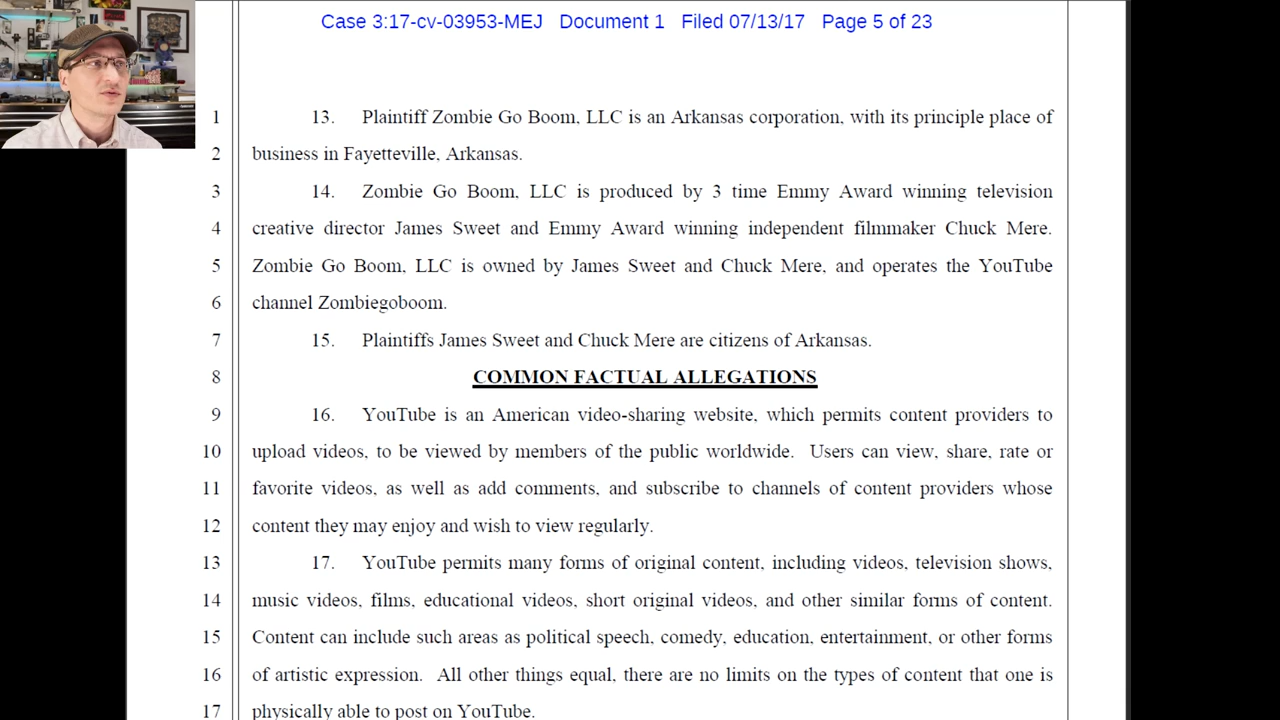 Case 3:17-cv-03953-MEJ Document 1 Filed 07/13/17 Page 5 of 23
1 13. Plaintiff Zombie Go Boom, LLC is an Arkansas corporation, with its principle place of
2 business in Fayetteville, Arkansas.
3 14. Zombie Go Boom, LLC is produced by 3 time Emmy Award winning television
4 creative director James Sweet and Emmy Award winning independent filmmaker Chuck Mere.
5 Zombie Go Boom, LLC is owned by James Sweet and Chuck Mere, and operates the YouTube
6 channel Zombiegoboom.
7 15. Plaintiffs James Sweet and Chuck Mere are citizens of Arkansas.
8 COMMON FACTUAL ALLEGATIONS
9 16. YouTube is an American video-sharing website, which permits content providers to
10 upload videos, to be viewed by members of the public worldwide. Users can view, share, rate or
11 favorite videos, as well as add comments, and subscribe to channels of content providers whose
12 content they may enjoy and wish to view regularly.
13 17. YouTube permits many forms of original content, including videos, television shows,
14 music videos, films, educational videos, short original videos, and other similar forms of content.
15 Content can include such areas as political speech, comedy, education, entertainment, or other forms
16 of artistic expression. All other things equal, there are no limits on the types of content that one is
17 physically able to post on YouTube.